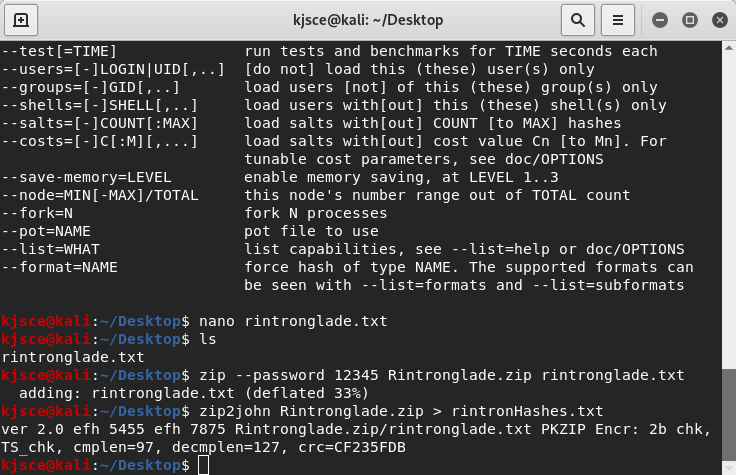 kjsce@kali: ~/Desktop
--test[=TIME] run tests and benchmarks for TIME seconds each
--users=[-]LOGIN|UID[,..] [do not] load this (these) user(s) only
--groups=[-]GID[,..] load users [not] of this (these) group(s) only
--shells=[-]SHELL[,..] load users with[out] this (these) shell(s) only
--salts=[-]COUNT[:MAX] load salts with[out] COUNT [to MAX] hashes
--costs=[-]C[:M][,...] load salts with[out] cost value Cn [to Mn]. For
tunable cost parameters, see doc/OPTIONS
--save-memory=LEVEL enable memory saving, at LEVEL 1..3
--node=MIN[-MAX]/TOTAL this node's number range out of TOTAL count
--fork=N fork N processes
--pot=NAME pot file to use
--list=WHAT list capabilities, see --list=help or doc/OPTIONS
--format=NAME force hash of type NAME. The supported formats can
be seen with --list=formats and --list=subformats
kjsce@kali:~/Desktop$ nano rintronglade.txt
kjsce@kali:~/Desktop$ ls
rintronglade.txt
kjsce@kali:~/Desktop$ zip --password 12345 Rintronglade.zip rintronglade.txt
adding: rintronglade.txt (deflated 33%)
kjsce@kali:~/Desktop$ zip2john Rintronglade.zip > rintronHashes.txt
ver 2.0 efh 5455 efh 7875 Rintronglade.zip/rintronglade.txt PKZIP Encr: 2b chk,
TS_chk, cmplen=97, decmplen=127, crc=CF235FDB
kjsce@kali:~/Desktop$